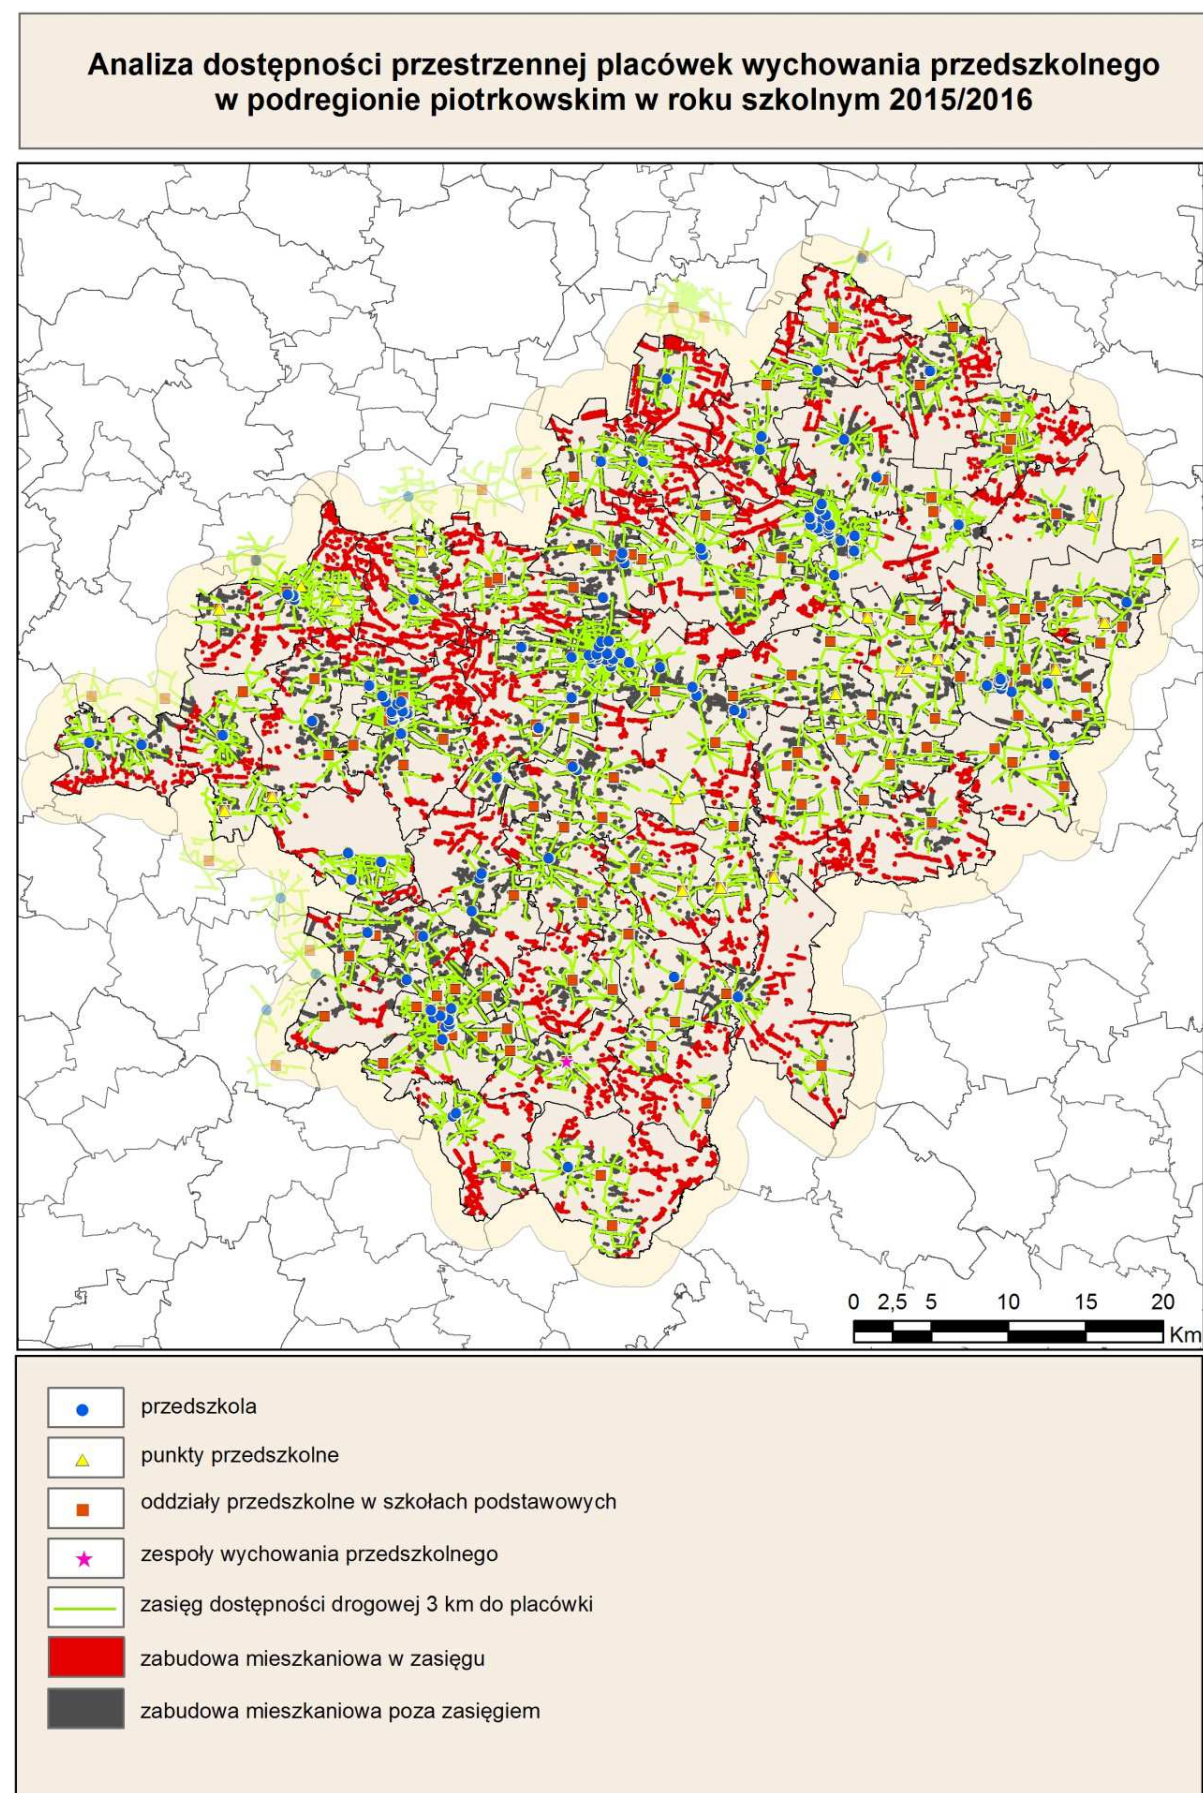 Analiza dostępności przestrzennej placówek wychowania przedszkolnego
w podregionie piotrkowskim w roku szkolnym 2015/2016
0 2,5 5 10 15 20
Km
przedszkola
punkty przedszkolne
oddziały przedszkolne w szkołach podstawowych
zespoły wychowania przedszkolnego
zasięg dostępności drogowej 3 km do placówki
zabudowa mieszkaniowa w zasięgu
zabudowa mieszkaniowa poza zasięgiem